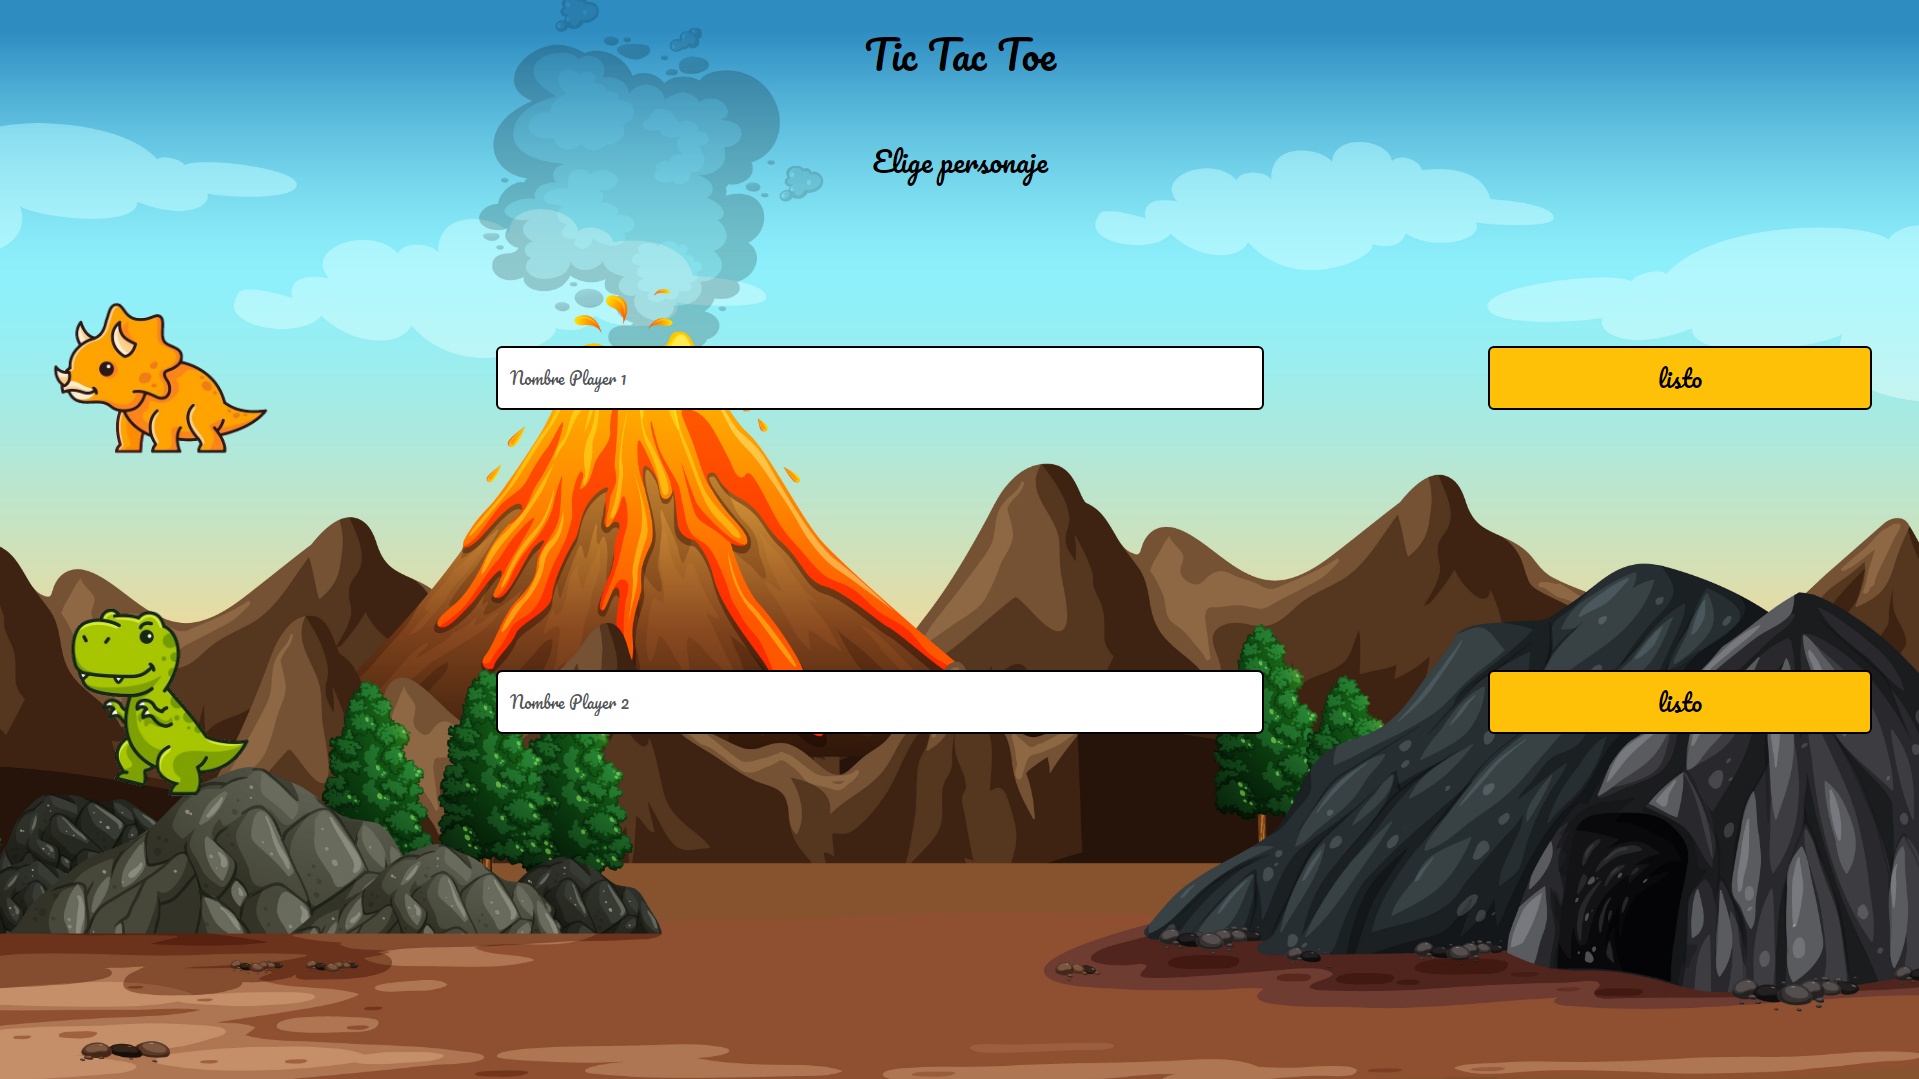 Tic Tac Toe
Elige personaje
Nombre Player 1
listo
Nombre Player 2
listo